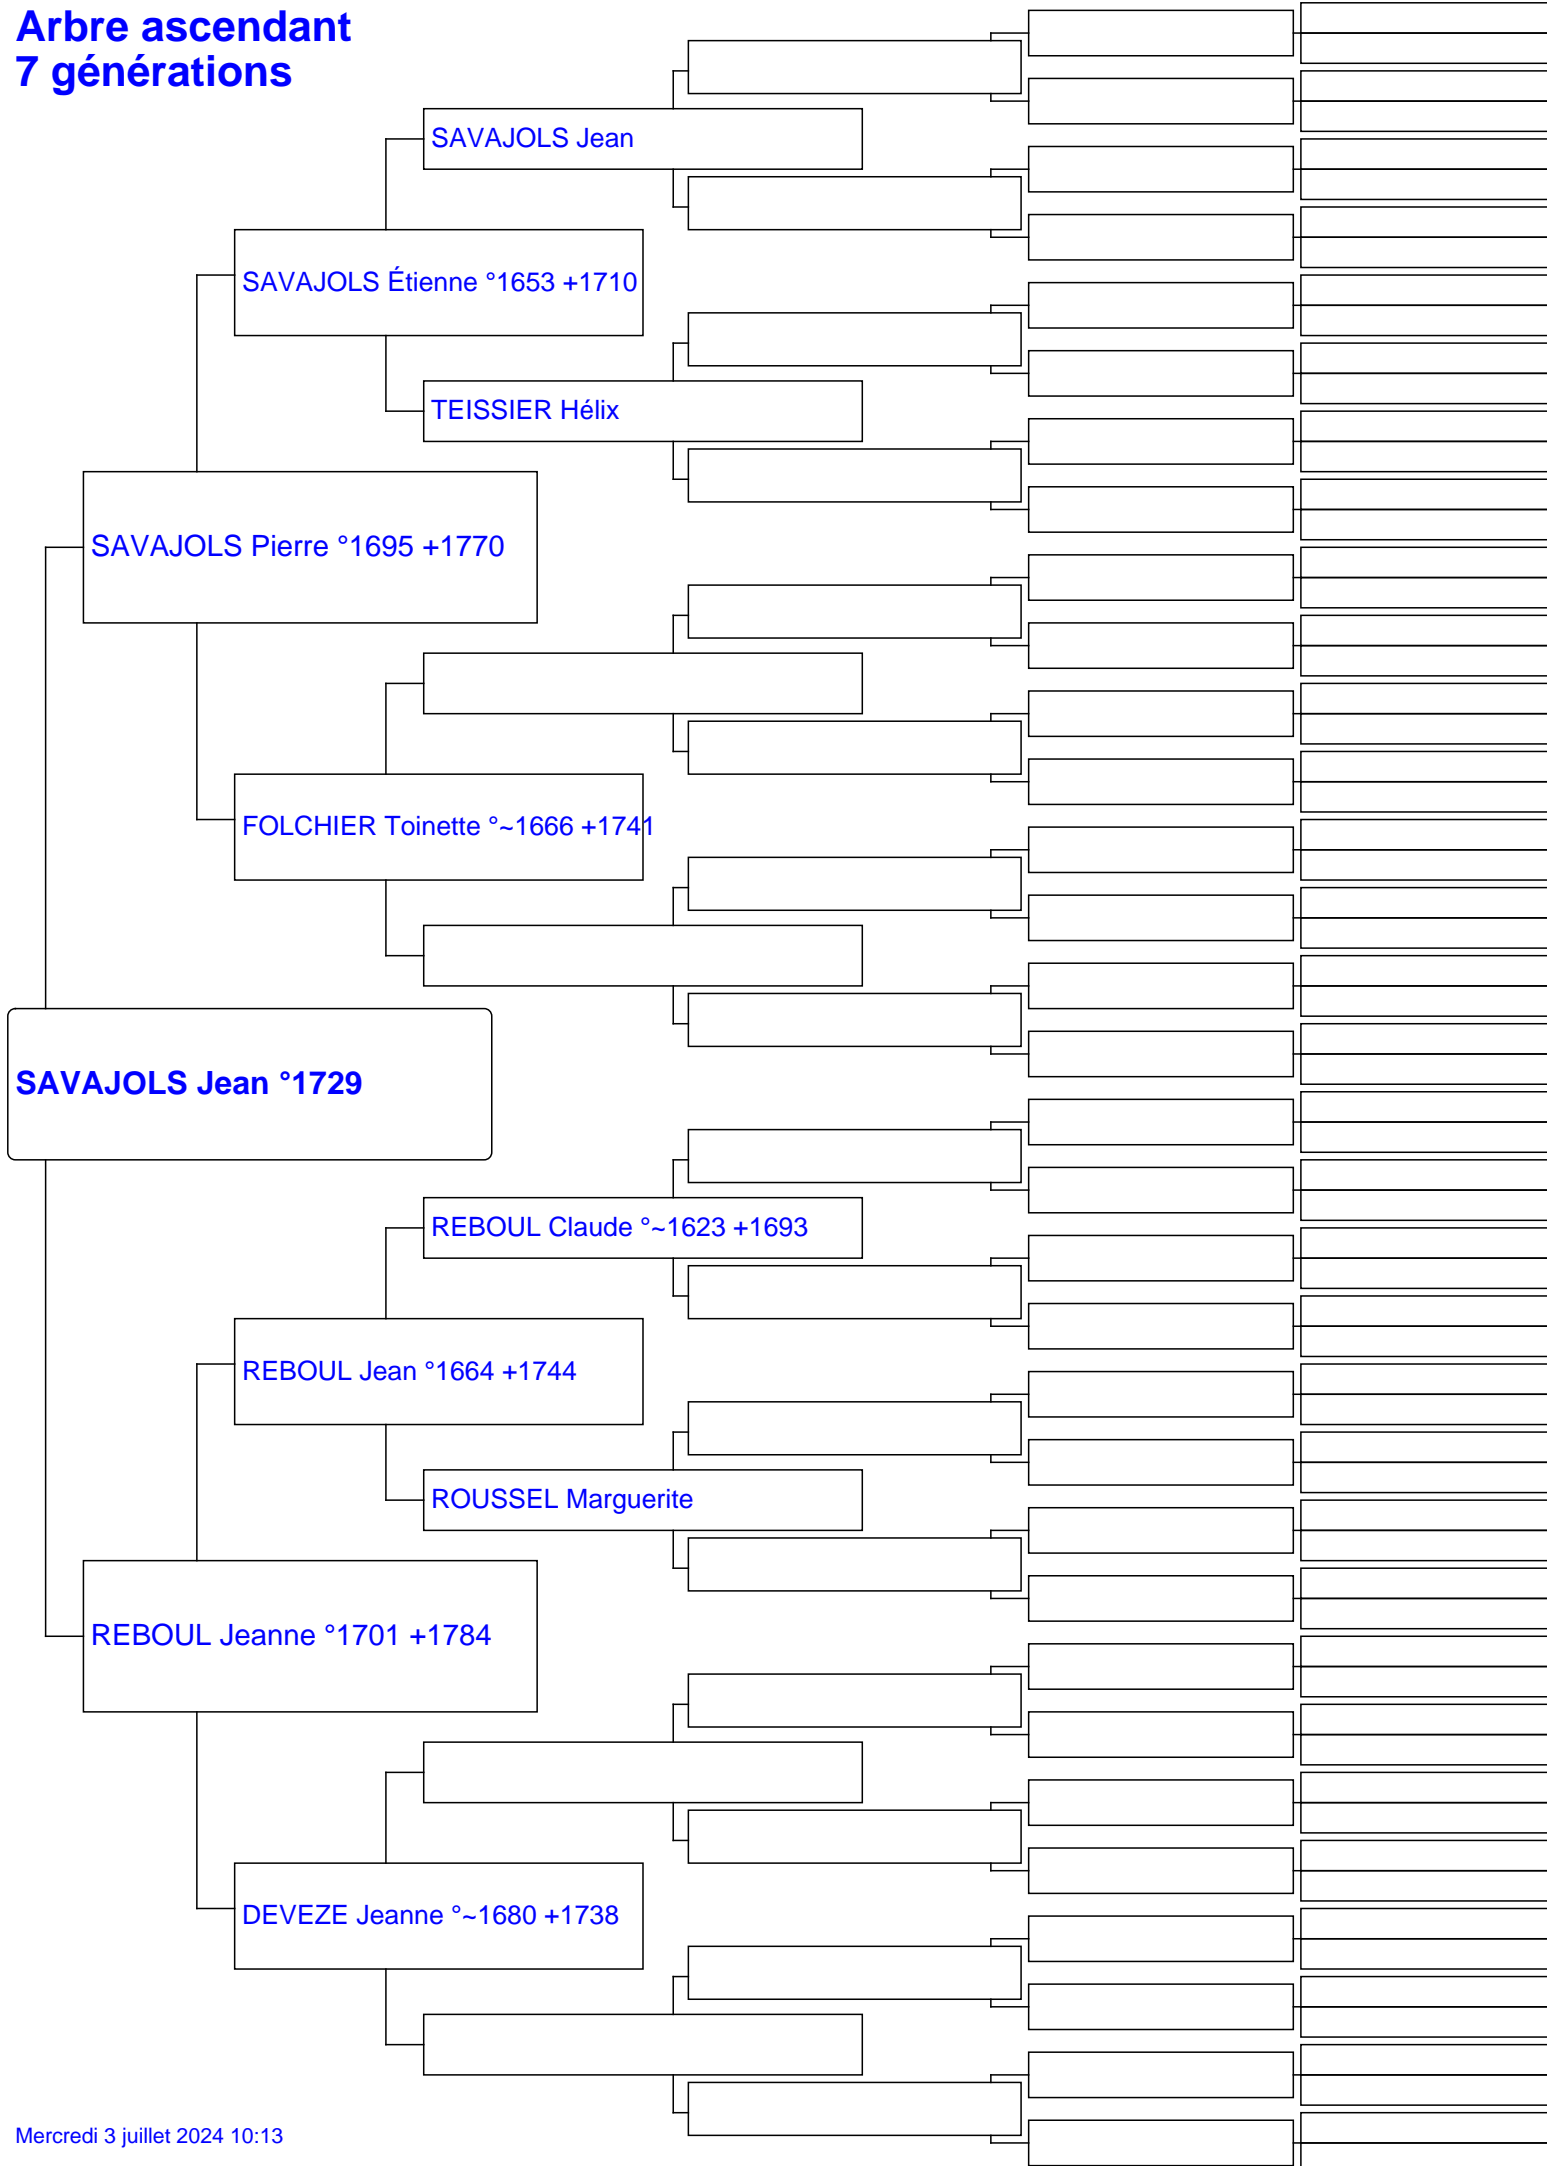 Arbre ascendant
7 générations
SAVAJOLS Jean
SAVAJOLS Étienne °1653 +1710
TEISSIER Hélix
SAVAJOLS Pierre °1695 +1770
FOLCHIER Toinette °~1666 +1741
SAVAJOLS Jean °1729
REBOUL Claude °~1623 +1693
REBOUL Jean °1664 +1744
ROUSSEL Marguerite
REBOUL Jeanne °1701 +1784
DEVEZE Jeanne °~1680 +1738
Mercredi 3 juillet 2024 10:13